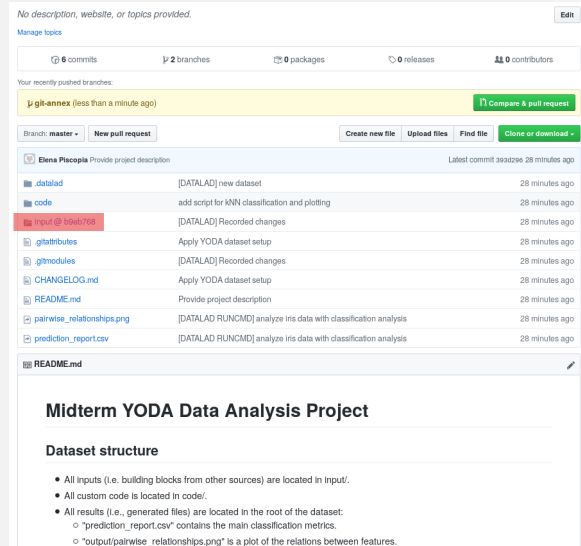 No description, website, or topics provided.
Edit
Manage topics
6 commits
2 branches
0 packages
0 releases
0 contributors
Your recently pushed branches:
git-annex (less than a minute ago)
Compare & pull request
Branch: master
New pull request
Create new file
Upload files
Find file
Clone or download
Elena Piscopia Provide project description
Latest commit 393d296 28 minutes ago
.datalad [DATALAD] new dataset 28 minutes ago
code add script for kNN classification and plotting 28 minutes ago
input @ b9eb768 [DATALAD] Recorded changes 28 minutes ago
.gitattributes Apply YODA dataset setup 28 minutes ago
.gitmodules [DATALAD] Recorded changes 28 minutes ago
CHANGELOG.md Apply YODA dataset setup 28 minutes ago
README.md Provide project description 28 minutes ago
pairwise_relationships.png [DATALAD RUNCMD] analyze iris data with classification analysis 28 minutes ago
prediction_report.csv [DATALAD RUNCMD] analyze iris data with classification analysis 28 minutes ago
README.md
Midterm YODA Data Analysis Project
Dataset structure
• All inputs (i.e. building blocks from other sources) are located in input/.
• All custom code is located in code/.
• All results (i.e., generated files) are located in the root of the dataset:
○ "prediction_report.csv" contains the main classification metrics.
○ "output/pairwise_relationships.png" is a plot of the relations between features.